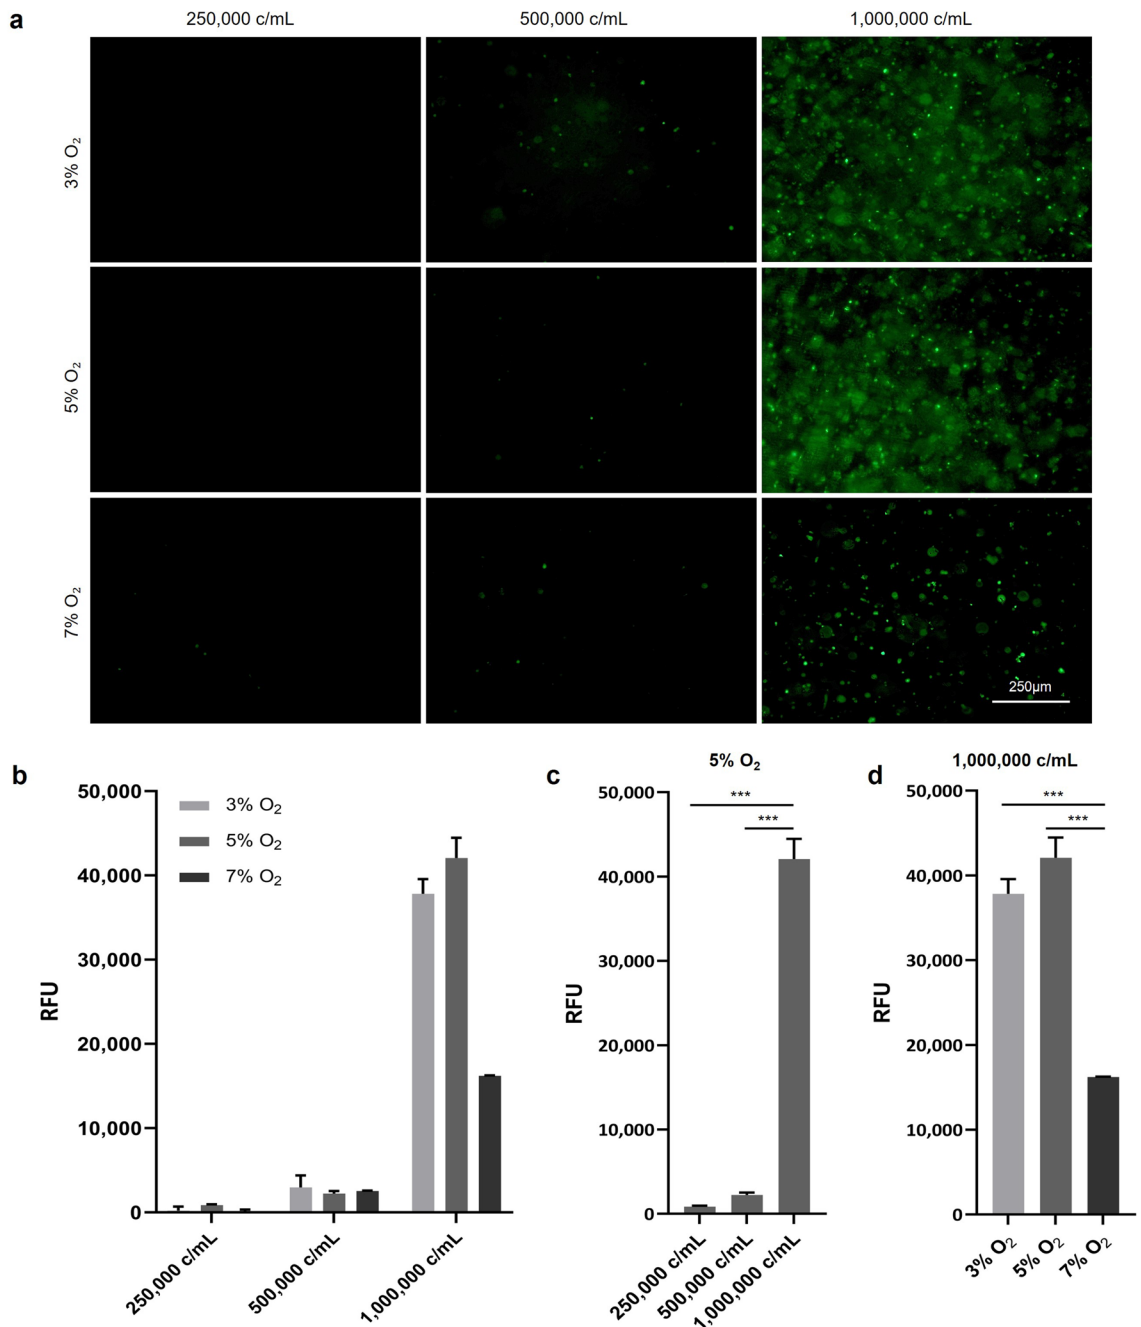 a
250,000 c/mL 500,000 c/mL 1,000,000 c/mL
3% O₂
5% O₂
7% O₂
250µm
b
50,000
40,000
30,000
20,000
10,000
0
RFU
3% O₂
5% O₂
7% O₂
250,000 c/mL
500,000 c/mL
1,000,000 c/mL
c
5% O₂
50,000
40,000
30,000
20,000
10,000
0
RFU
***
***
250,000 c/mL
500,000 c/mL
1,000,000 c/mL
d
1,000,000 c/mL
50,000
40,000
30,000
20,000
10,000
0
RFU
***
***
3% O₂
5% O₂
7% O₂